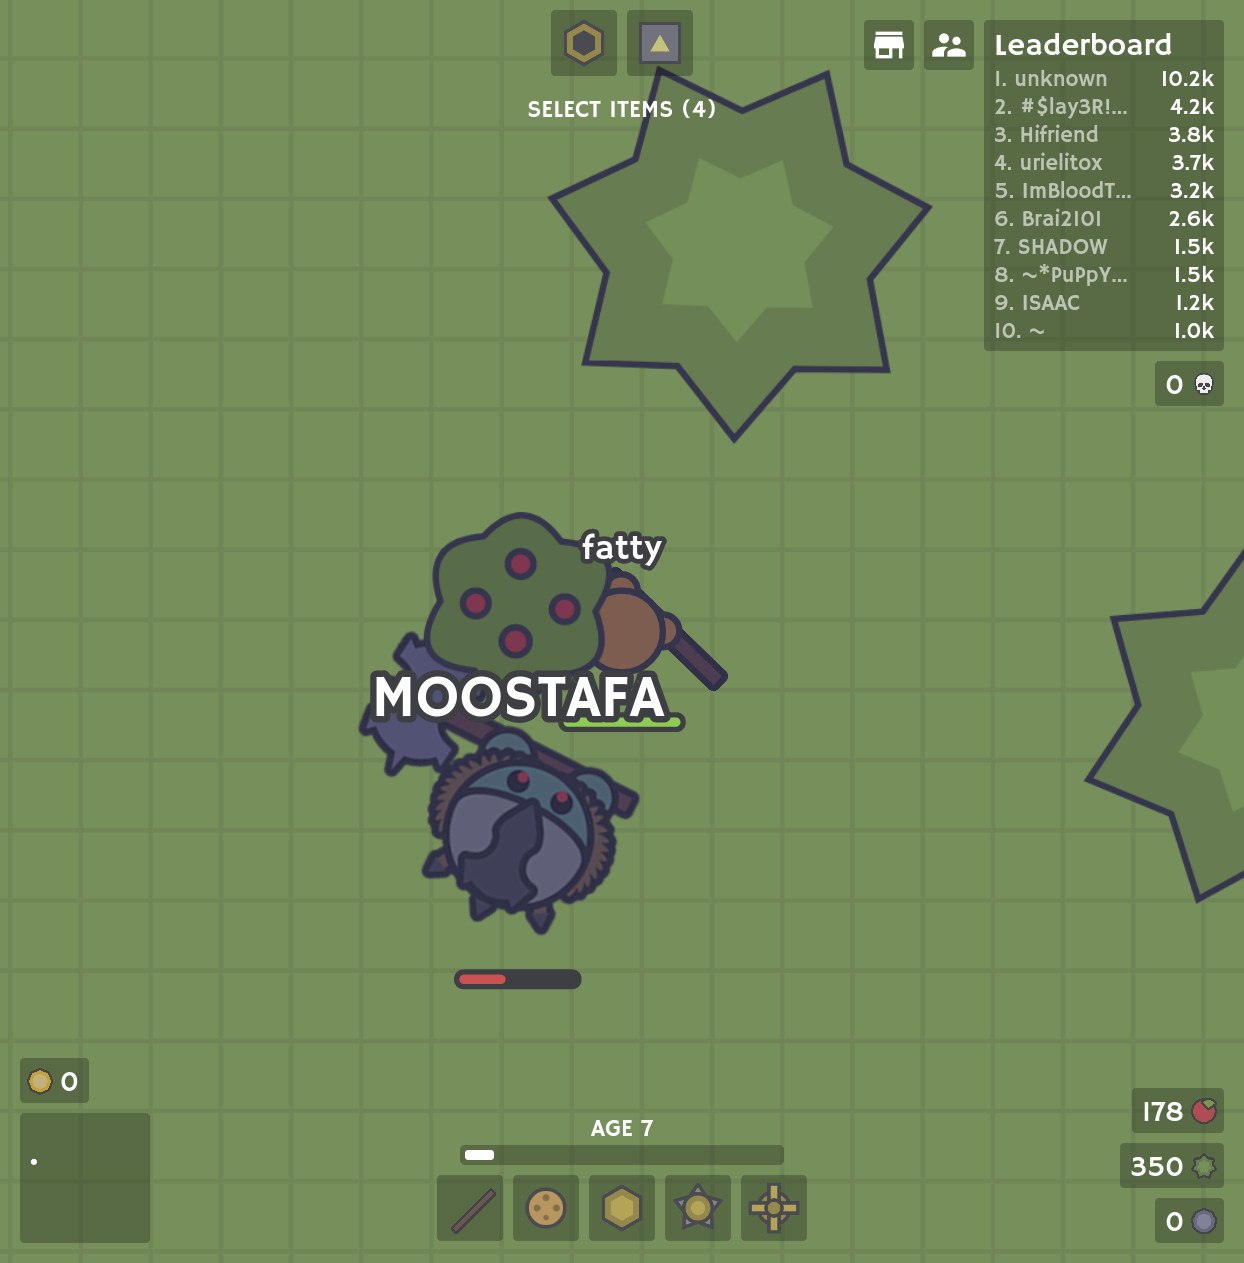 SELECT ITEMS (4)
Leaderboard
1. unknown 10.2k
2. #$lay3R!... 4.2k
3. Hifriend 3.8k
4. urielitox 3.7k
5. ImBloodT... 3.2k
6. Brai2101 2.6k
7. SHADOW 1.5k
8. ~*PuPpY... 1.5k
9. ISAAC 1.2k
10. ~ 1.0k
0
fatty
MOOSTAFA
0
178
AGE 7
350
0